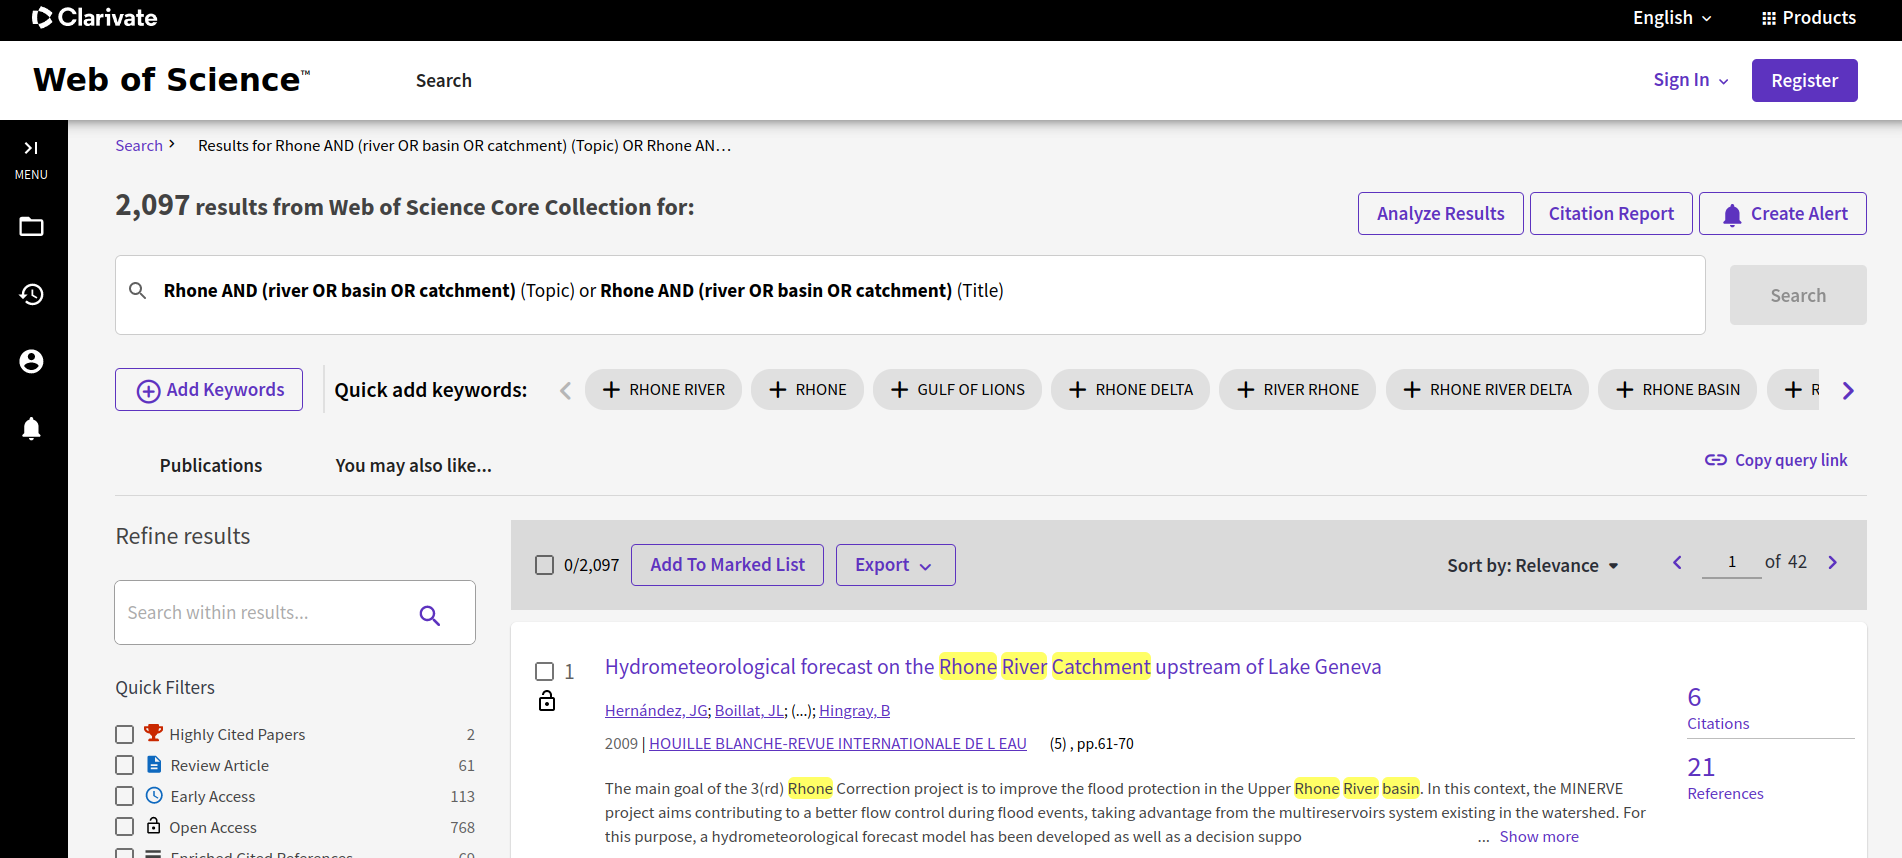 Clarivate
English
Products
Web of Science™
Search
Sign In
Register
MENU
Search
Results for Rhone AND (river OR basin OR catchment) (Topic) OR Rhone AN…
2,097 results from Web of Science Core Collection for:
Analyze Results
Citation Report
Create Alert
Rhone AND (river OR basin OR catchment) (Topic) or Rhone AND (river OR basin OR catchment) (Title)
Search
Add Keywords
Quick add keywords:
RHONE RIVER
RHONE
GULF OF LIONS
RHONE DELTA
RIVER RHONE
RHONE RIVER DELTA
RHONE BASIN
Publications
You may also like...
Copy query link
Refine results
0/2,097
Add To Marked List
Export
Sort by: Relevance
1 of 42
Search within results...
Quick Filters
Highly Cited Papers 2
Review Article 61
Early Access 113
Open Access 768
Enriched Cited References 69
1
Hydrometeorological forecast on the Rhone River Catchment upstream of Lake Geneva
Hernández, JG; Boillat, JL; (...); Hingray, B
2009 | HOUILLE BLANCHE-REVUE INTERNATIONALE DE L EAU (5) , pp.61-70
The main goal of the 3(rd) Rhone Correction project is to improve the flood protection in the Upper Rhone River basin. In this context, the MINERVE
project aims contributing to a better flow control during flood events, taking advantage from the multireservoirs system existing in the watershed. For
this purpose, a hydrometeorological forecast model has been developed as well as a decision suppo
... Show more
6
Citations
21
References